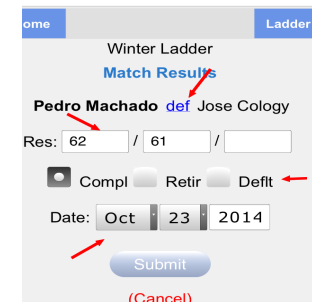 ome Ladder
Winter Ladder
Match Results
Pedro Machado def Jose Cology
Res: 62 / 61 /
Compl Retir Deflt
Date: Oct 23 2014
Submit
(Cancel)